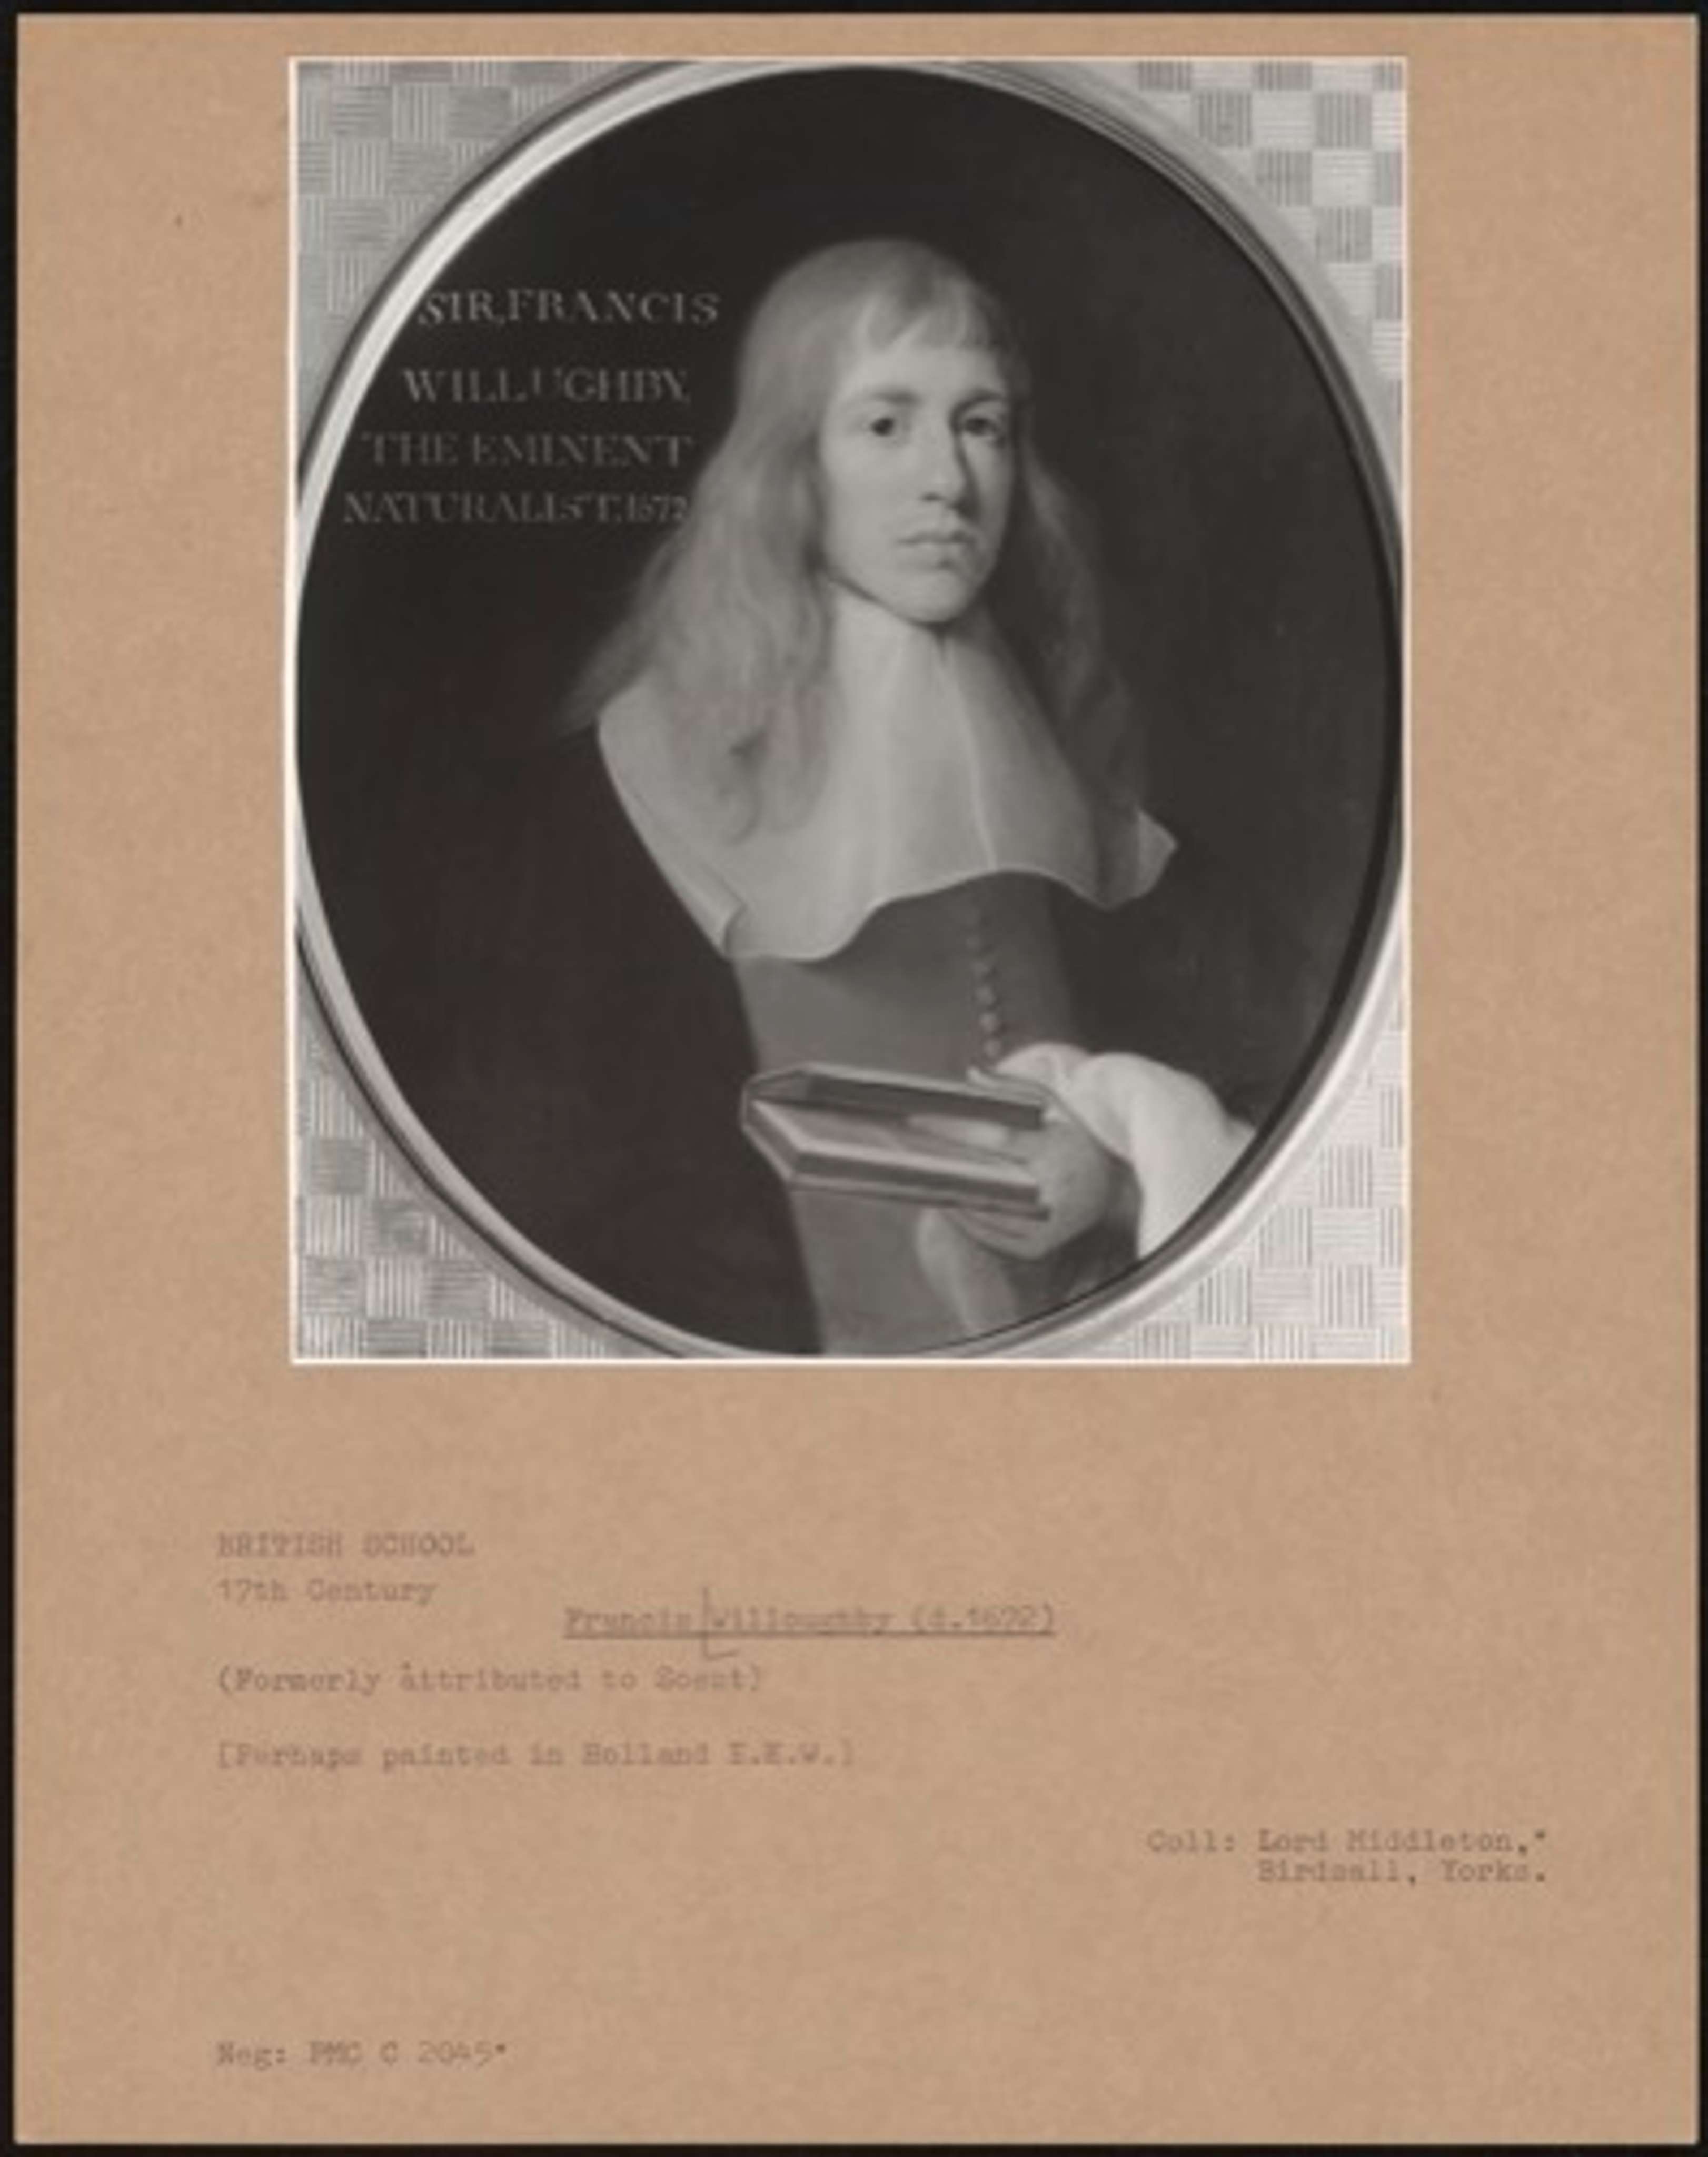 SIR, FRANCIS
WILLUGHBY,
THE EMINENT
NATURALIST, 1672
BRITISH SCHOOL
17th Century
Francis Willoughby (d.1672)
(Formerly attributed to Soest)
[Perhaps painted in Holland E.K.W.]
Coll: Lord Middleton,*
Birdsall, Yorks.
Neg: PMC C 2045*